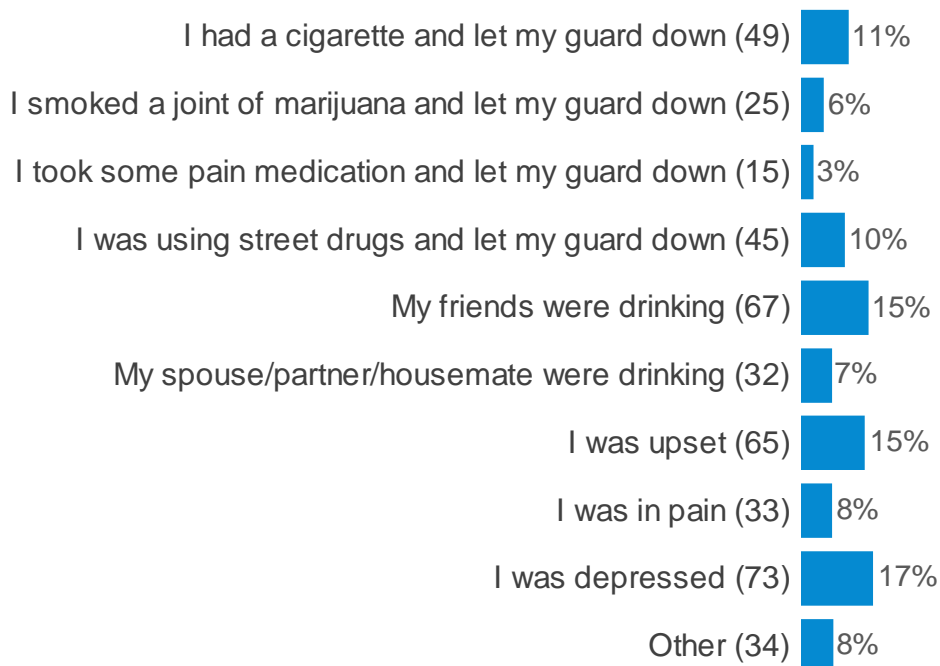 I had a cigarette and let my guard down (49) 11%
I smoked a joint of marijuana and let my guard down (25) 6%
I took some pain medication and let my guard down (15) 3%
I was using street drugs and let my guard down (45) 10%
My friends were drinking (67) 15%
My spouse/partner/housemate were drinking (32) 7%
I was upset (65) 15%
I was in pain (33) 8%
I was depressed (73) 17%
Other (34) 8%